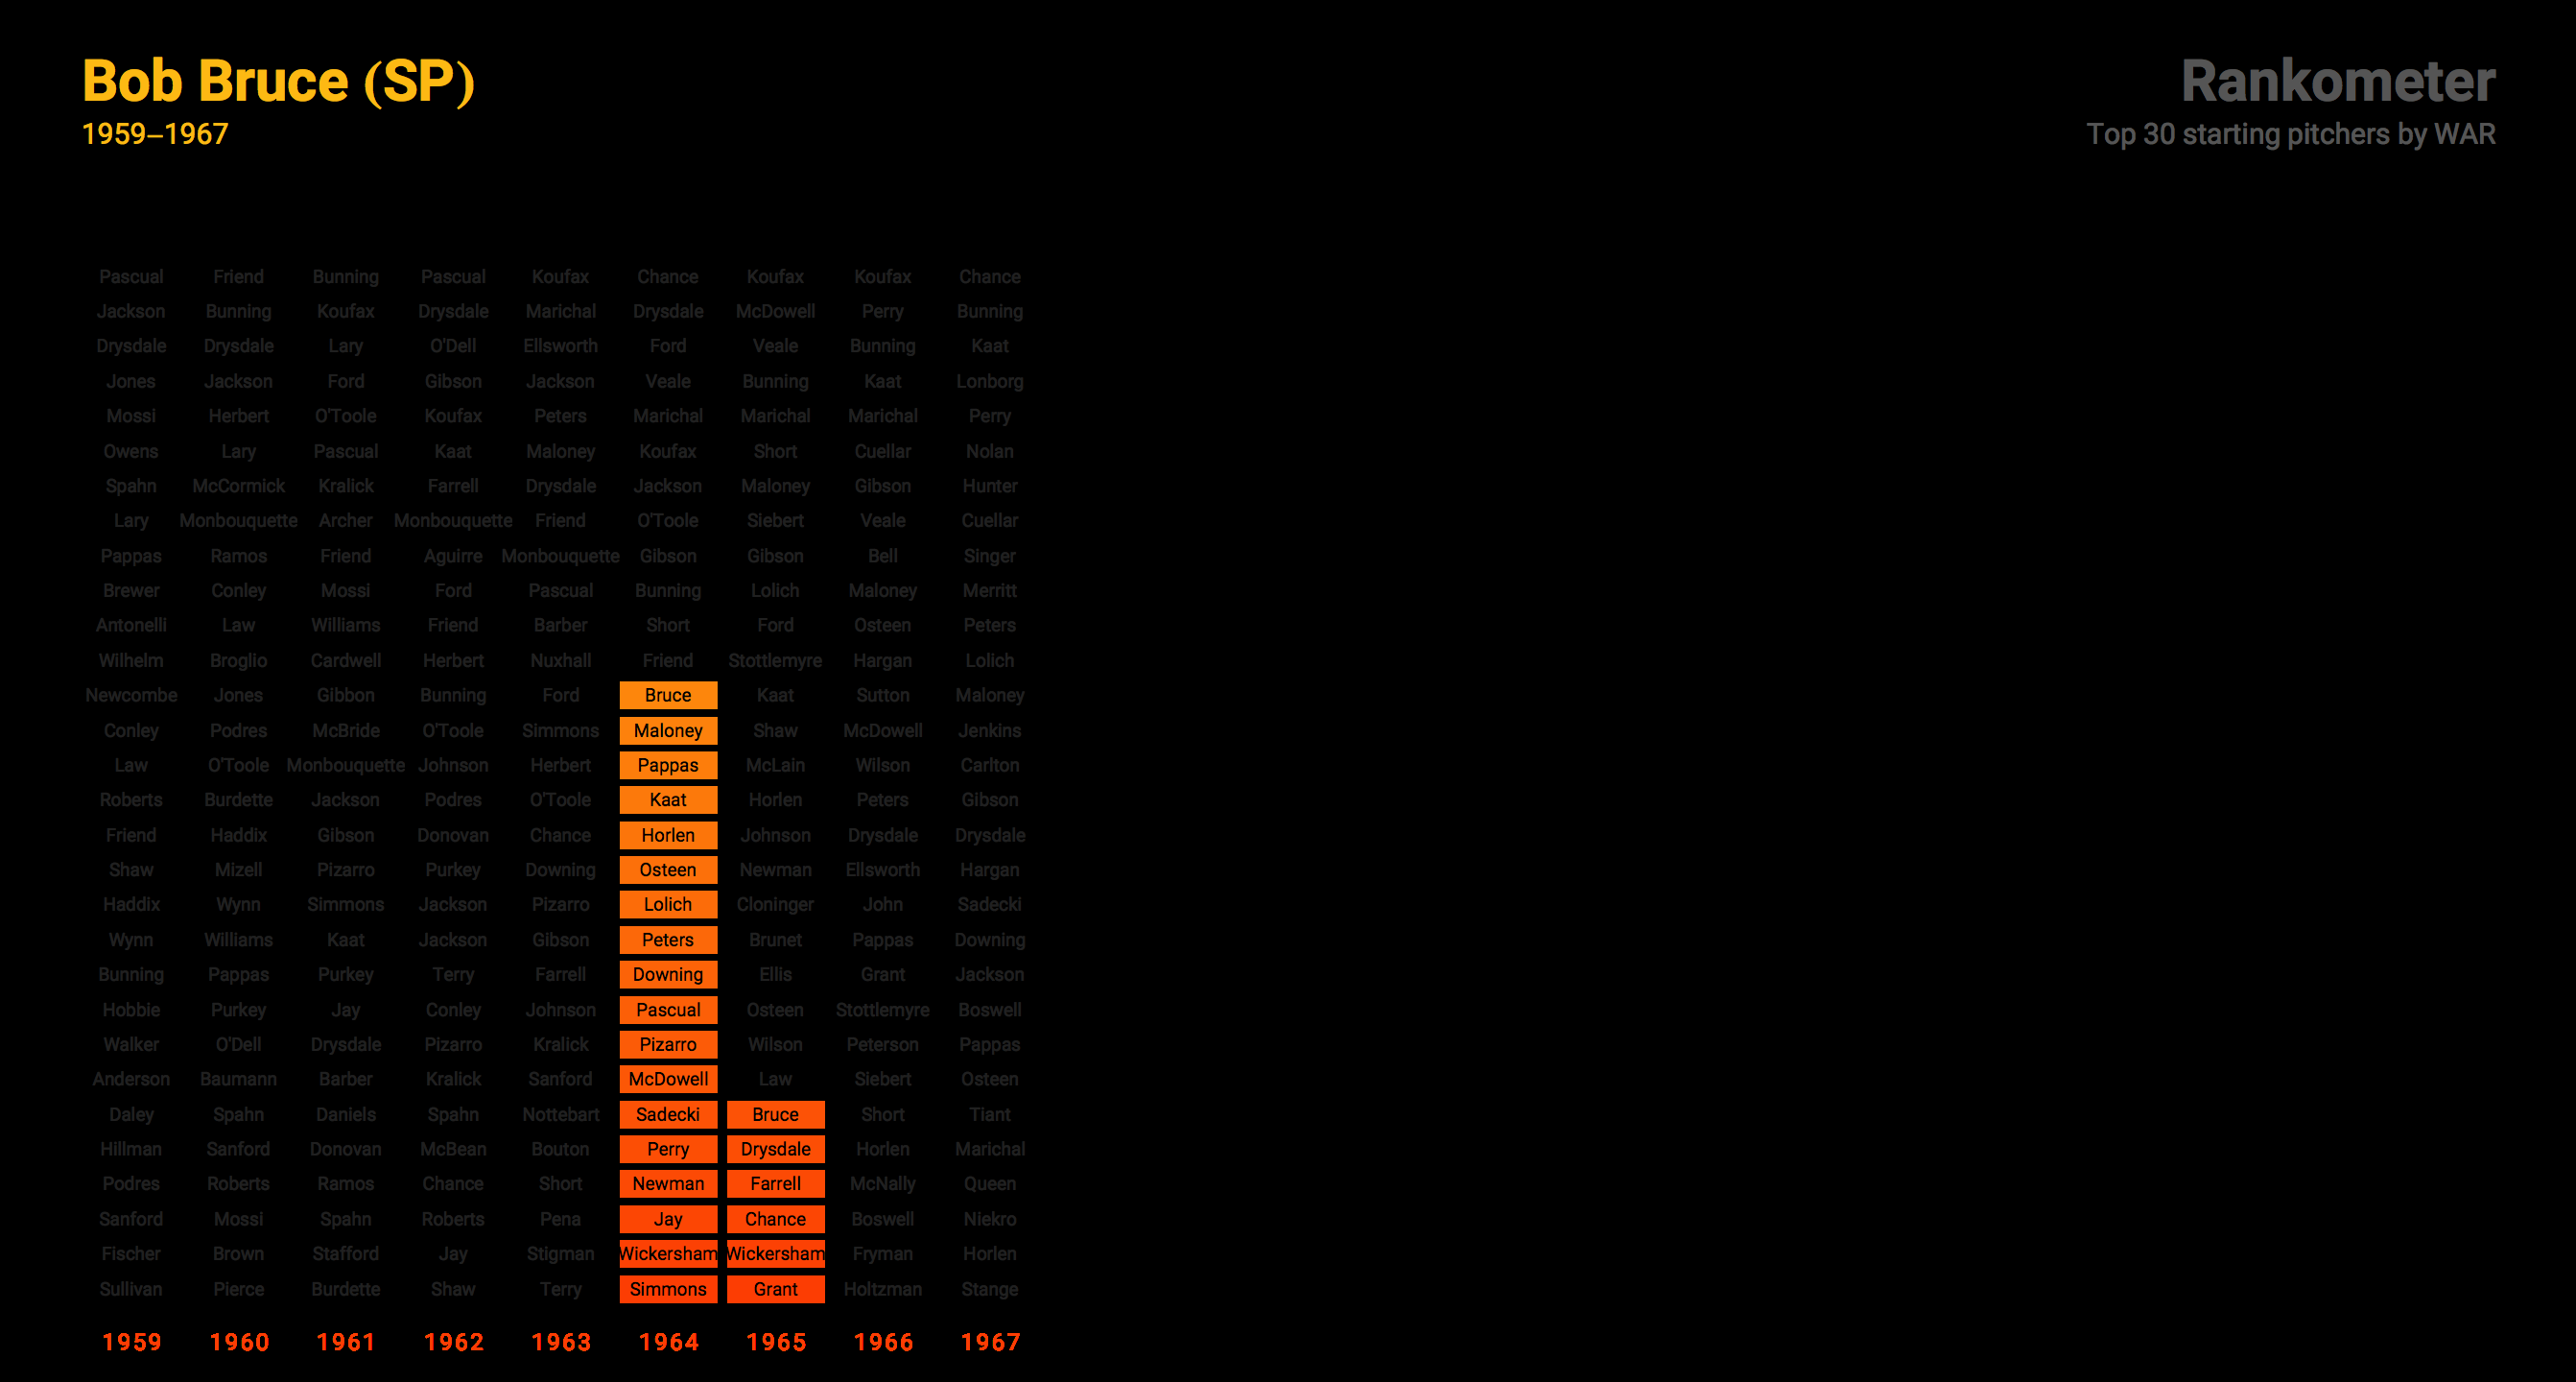 Bob Bruce (SP)
1959–1967
Rankometer
Top 30 starting pitchers by WAR
Pascual Friend Bunning Pascual Koufax Chance Koufax Koufax Chance
Jackson Bunning Koufax Drysdale Marichal Drysdale McDowell Perry Bunning
Drysdale Drysdale Lary O'Dell Ellsworth Ford Veale Bunning Kaat
Jones Jackson Ford Gibson Jackson Veale Bunning Kaat Lonborg
Mossi Herbert O'Toole Koufax Peters Marichal Marichal Marichal Perry
Owens Lary Pascual Kaat Maloney Koufax Short Cuellar Nolan
Spahn McCormick Kralick Farrell Drysdale Jackson Maloney Gibson Hunter
Lary Monbouquette Archer Monbouquette Friend O'Toole Siebert Veale Cuellar
Pappas Ramos Friend Aguirre Monbouquette Gibson Gibson Bell Singer
Brewer Conley Mossi Ford Pascual Bunning Lolich Maloney Merritt
Antonelli Law Williams Friend Barber Short Ford Osteen Peters
Wilhelm Broglio Cardwell Herbert Nuxhall Friend Stottlemyre Hargan Lolich
Newcombe Jones Gibbon Bunning Ford Bruce Kaat Sutton Maloney
Conley Podres McBride O'Toole Simmons Maloney Shaw McDowell Jenkins
Law O'Toole Monbouquette Johnson Herbert Pappas McLain Wilson Carlton
Roberts Burdette Jackson Podres O'Toole Kaat Horlen Peters Gibson
Friend Haddix Gibson Donovan Chance Horlen Johnson Drysdale Drysdale
Shaw Mizell Pizarro Purkey Downing Osteen Newman Ellsworth Hargan
Haddix Wynn Simmons Jackson Pizarro Lolich Cloninger John Sadecki
Wynn Williams Kaat Jackson Gibson Peters Brunet Pappas Downing
Bunning Pappas Purkey Terry Farrell Downing Ellis Grant Jackson
Hobbie Purkey Jay Conley Johnson Pascual Osteen Stottlemyre Boswell
Walker O'Dell Drysdale Pizarro Kralick Pizarro Wilson Peterson Pappas
Anderson Baumann Barber Kralick Sanford McDowell Law Siebert Osteen
Daley Spahn Daniels Spahn Nottebart Sadecki Bruce Short Tiant
Hillman Sanford Donovan McBean Bouton Perry Drysdale Horlen Marichal
Podres Roberts Ramos Chance Short Newman Farrell McNally Queen
Sanford Mossi Spahn Roberts Pena Jay Chance Boswell Niekro
Fischer Brown Stafford Jay Stigman Wickersham Wickersham Fryman Horlen
Sullivan Pierce Burdette Shaw Terry Simmons Grant Holtzman Stange
1959 1960 1961 1962 1963 1964 1965 1966 1967